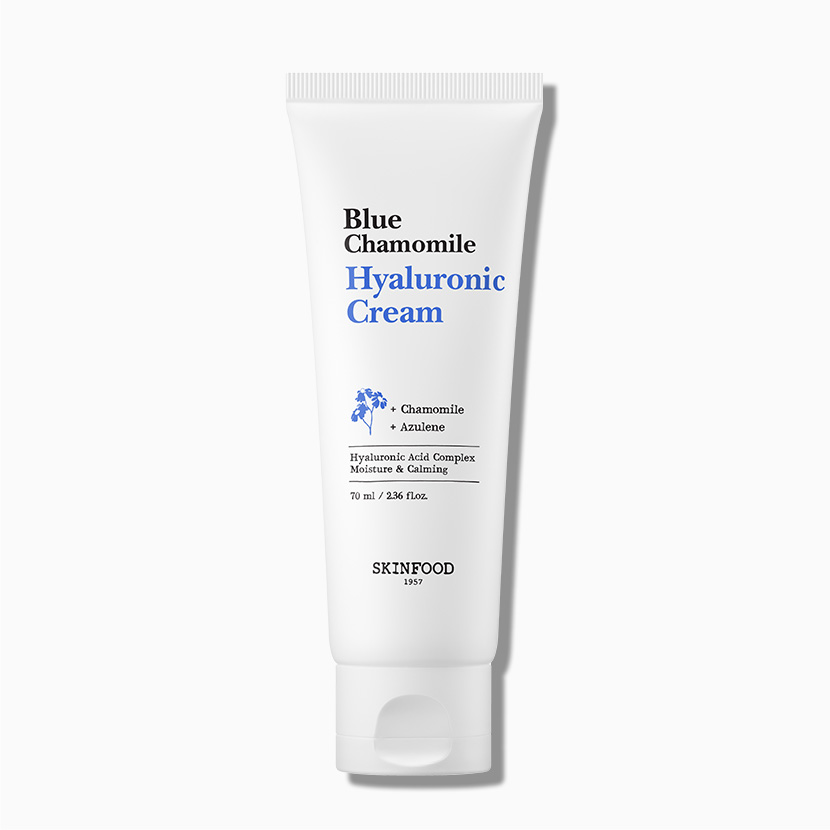 Blue
Chamomile
Hyaluronic
Cream
+ Chamomile
+ Azulene
Hyaluronic Acid Complex
Moisture & Calming
70 ml / 2.36 fl.oz.
SKINFOOD
1957